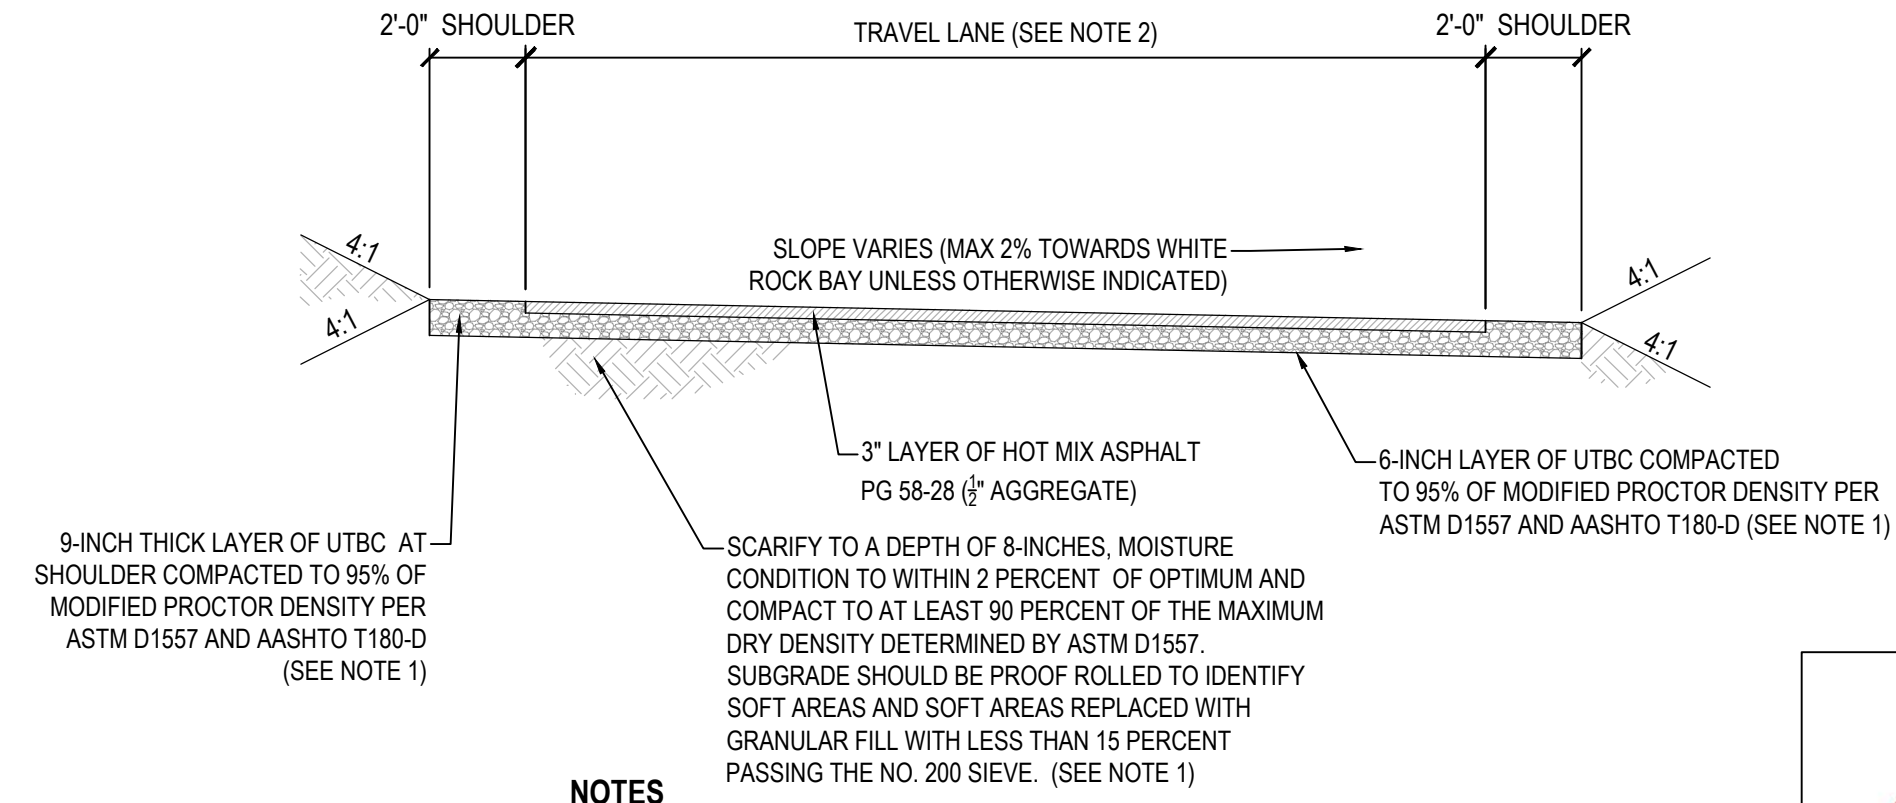 2'-0" SHOULDER
TRAVEL LANE (SEE NOTE 2)
2'-0" SHOULDER
4:1
4:1
SLOPE VARIES (MAX 2% TOWARDS WHITE
ROCK BAY UNLESS OTHERWISE INDICATED)
4:1
4:1
9-INCH THICK LAYER OF UTBC AT
SHOULDER COMPACTED TO 95% OF
MODIFIED PROCTOR DENSITY PER
ASTM D1557 AND AASHTO T180-D
(SEE NOTE 1)
3" LAYER OF HOT MIX ASPHALT
PG 58-28 (½" AGGREGATE)
SCARIFY TO A DEPTH OF 8-INCHES, MOISTURE
CONDITION TO WITHIN 2 PERCENT OF OPTIMUM AND
COMPACT TO AT LEAST 90 PERCENT OF THE MAXIMUM
DRY DENSITY DETERMINED BY ASTM D1557.
SUBGRADE SHOULD BE PROOF ROLLED TO IDENTIFY
SOFT AREAS AND SOFT AREAS REPLACED WITH
GRANULAR FILL WITH LESS THAN 15 PERCENT
PASSING THE NO. 200 SIEVE. (SEE NOTE 1)
6-INCH LAYER OF UTBC COMPACTED
TO 95% OF MODIFIED PROCTOR DENSITY PER
ASTM D1557 AND AASHTO T180-D (SEE NOTE 1)
NOTES